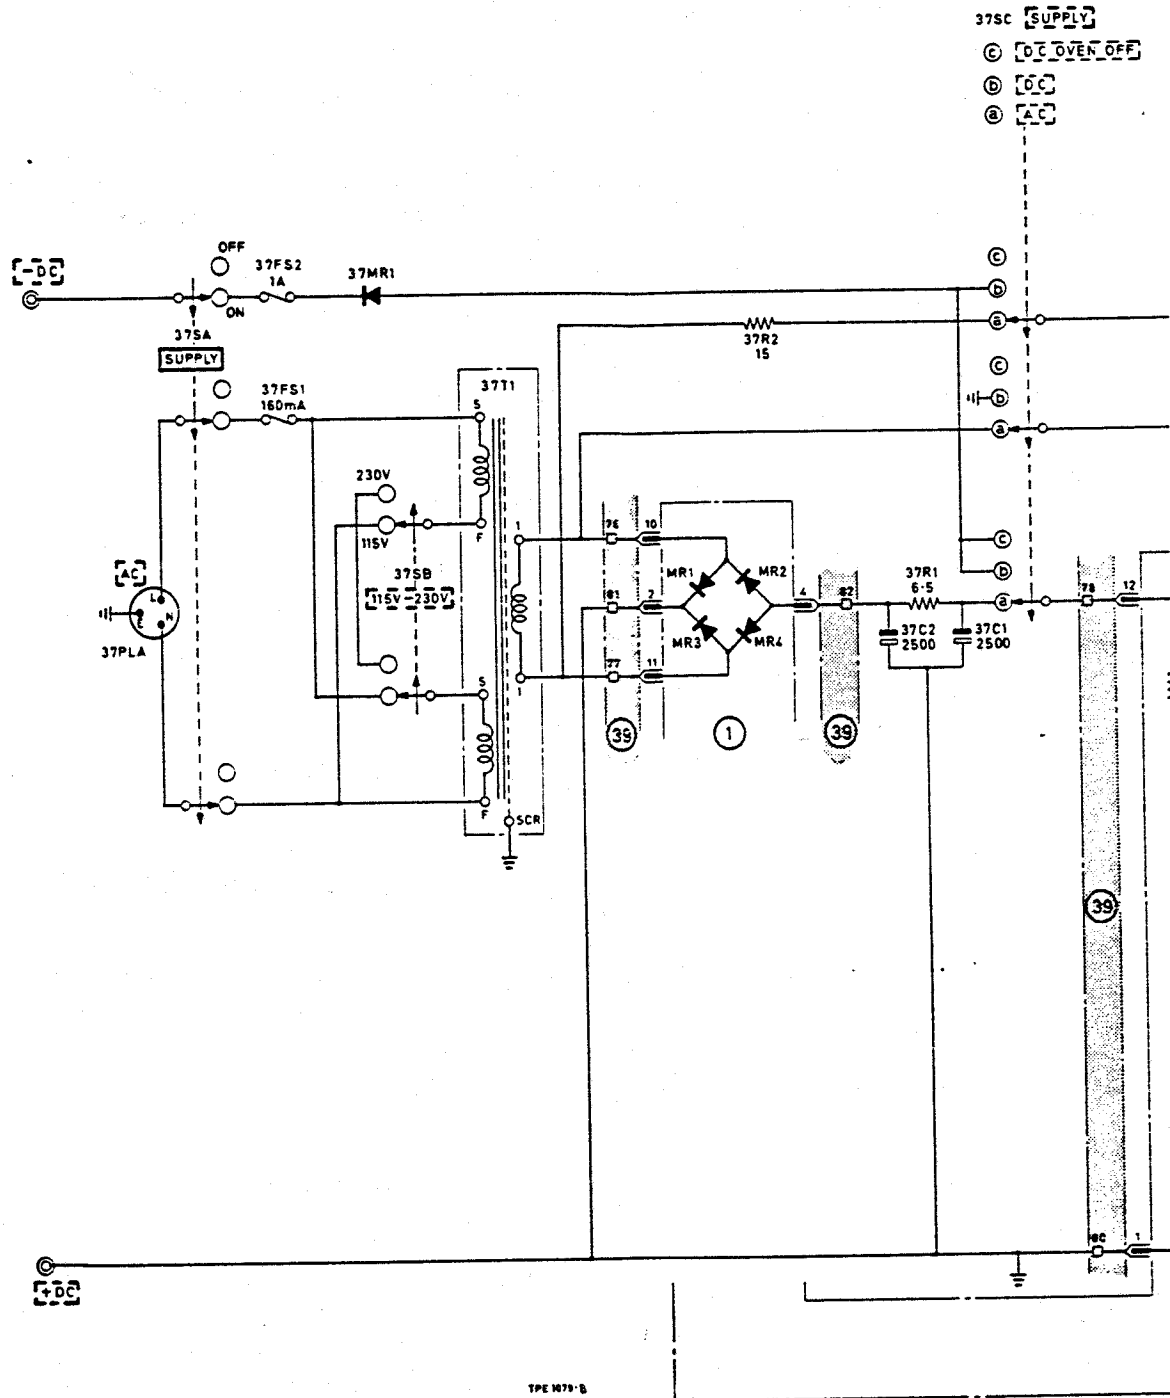 37SC SUPPLY
c DC OVEN OFF
b DC
a AC
-DC
OFF
ON
37FS2
1A
37MR1
c
b
a
37R2
15
37SA
SUPPLY
37FS1
160mA
37T1
S
F
c
b
a
230V
115V
37SB
115V-230V
AC
L
E
N
37PLA
1
76
10
MR1
MR2
81
2
MR3
MR4
77
11
4
82
37R1
6·5
37C2
2500
37C1
2500
c
b
a
78
12
S
F
SCR
39
1
39
39
1
+DC
TPE 1079-B